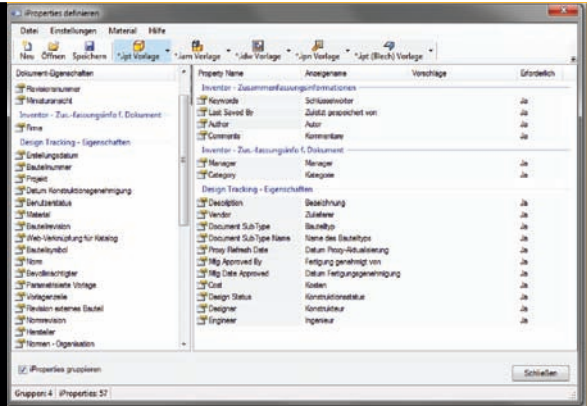 iProperties definieren
Datei Einstellungen Material Hilfe
Neu Öffnen Speichern *.ipt Vorlage *.iam Vorlage *.idw Vorlage *.ipn Vorlage *.ipt (Blech) Vorlage
Dokument-Eigenschaften
Revisionsnummer
Miniaturansicht
Inventor - Zus.-fassungsinfo f. Dokument
Firma
Design Tracking - Eigenschaften
Erstellungsdatum
Bauteilnummer
Projekt
Datum Konstruktionsgenehmigung
Benutzerstatus
Material
Bauteilrevision
Web-Verknüpfung für Katalog
Bauteilsymbol
Norm
Bevollmächtigter
Parametrisierte Vorlage
Vorlagenzeile
Revision externes Bauteil
Normrevision
Hersteller
Normen - Organisation
Property Name Anzeigename Vorschläge Erforderlich
Inventor - Zusammenfassungsinformationen
Keywords Schlüsselwörter Ja
Last Saved By Zuletzt gespeichert von Ja
Author Autor Ja
Comments Kommentare Ja
Inventor - Zus.-fassungsinfo f. Dokument
Manager Manager Ja
Category Kategorie Ja
Design Tracking - Eigenschaften
Description Bezeichnung Ja
Vendor Zulieferer Ja
Document SubType Bauteiltyp Ja
Document SubType Name Name des Bauteiltyps Ja
Proxy Refresh Date Datum Proxy-Aktualisierung Ja
Mfg Approved By Fertigung genehmigt von Ja
Mfg Date Approved Datum Fertigungsgenehmigung Ja
Cost Kosten Ja
Design Status Konstruktionsstatus Ja
Designer Konstrukteur Ja
Engineer Ingenieur Ja
iProperties gruppieren
Schließen
Gruppen: 4 iProperties: 57